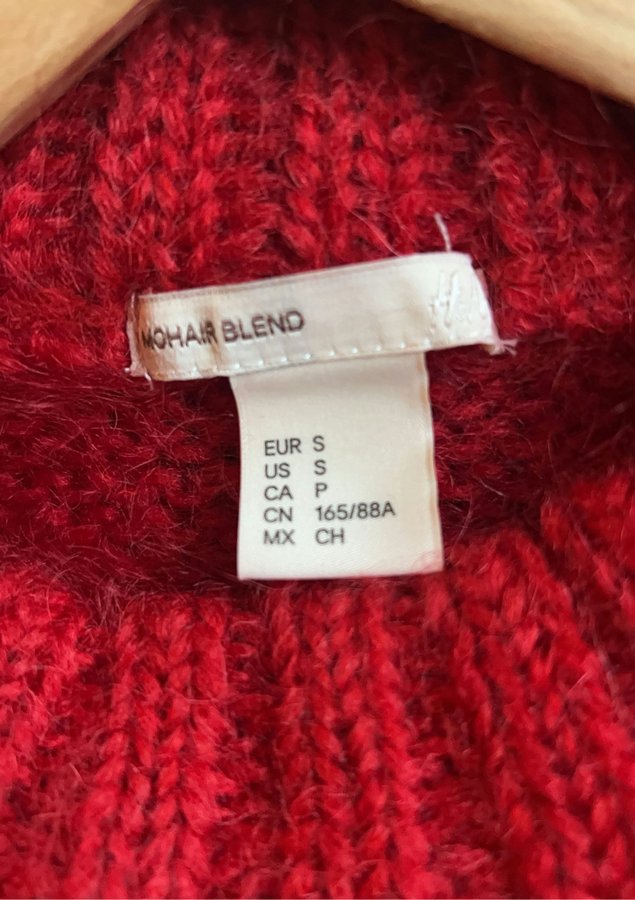 MOHAIR BLEND
EUR S
US S
CA P
CN 165/88A
MX CH